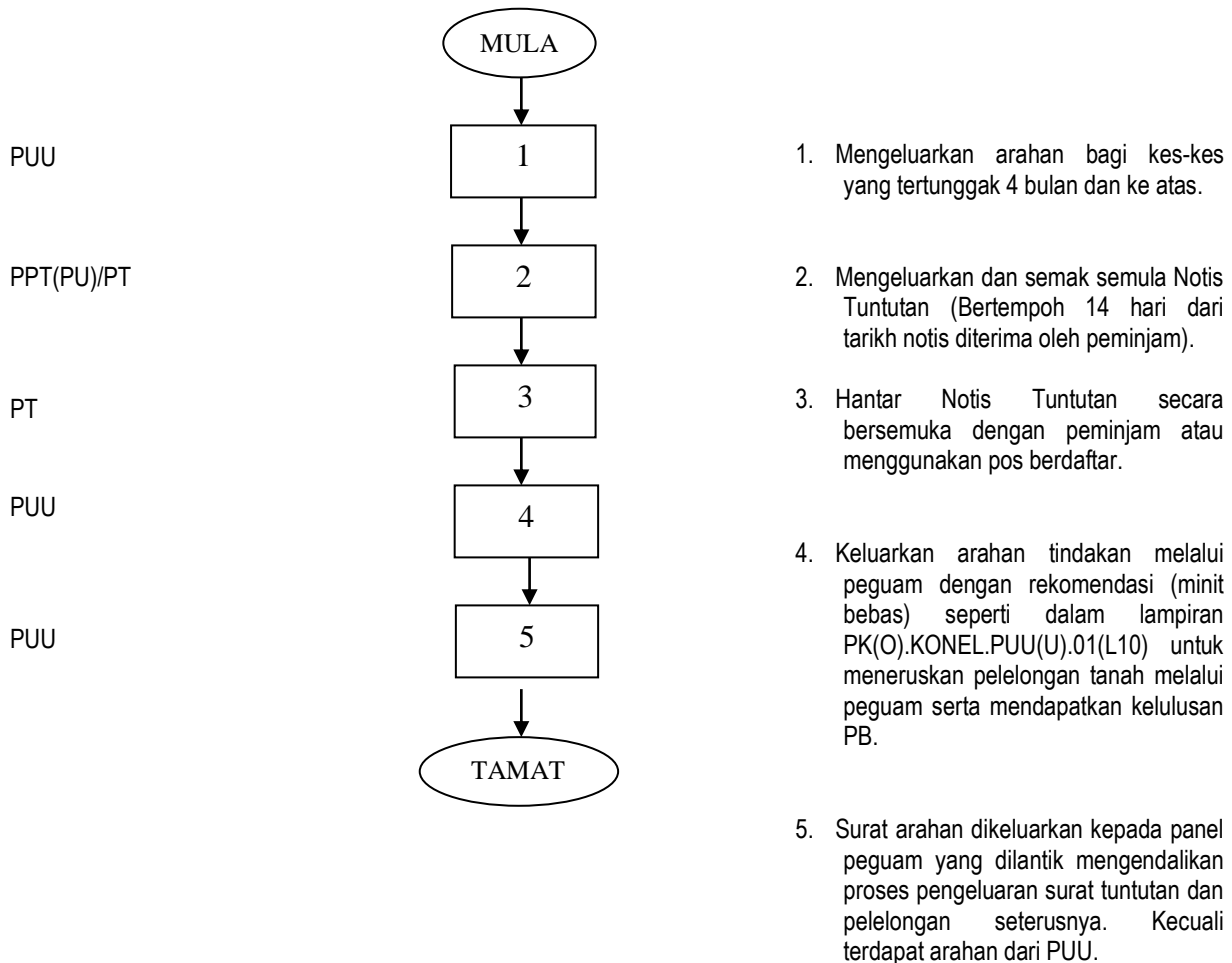 MULA
PUU
1
1. Mengeluarkan arahan bagi kes-kes
yang tertunggak 4 bulan dan ke atas.
PPT(PU)/PT
2
2. Mengeluarkan dan semak semula Notis
Tuntutan (Bertempoh 14 hari dari
tarikh notis diterima oleh peminjam).
PT
3
3. Hantar Notis Tuntutan secara
bersemuka dengan peminjam atau
menggunakan pos berdaftar.
PUU
4
4. Keluarkan arahan tindakan melalui
peguam dengan rekomendasi (minit
bebas) seperti dalam lampiran
PK(O).KONEL.PUU(U).01(L10) untuk
meneruskan pelelongan tanah melalui
peguam serta mendapatkan kelulusan
PB.
PUU
5
TAMAT
5. Surat arahan dikeluarkan kepada panel
peguam yang dilantik mengendalikan
proses pengeluaran surat tuntutan dan
pelelongan seterusnya. Kecuali
terdapat arahan dari PUU.